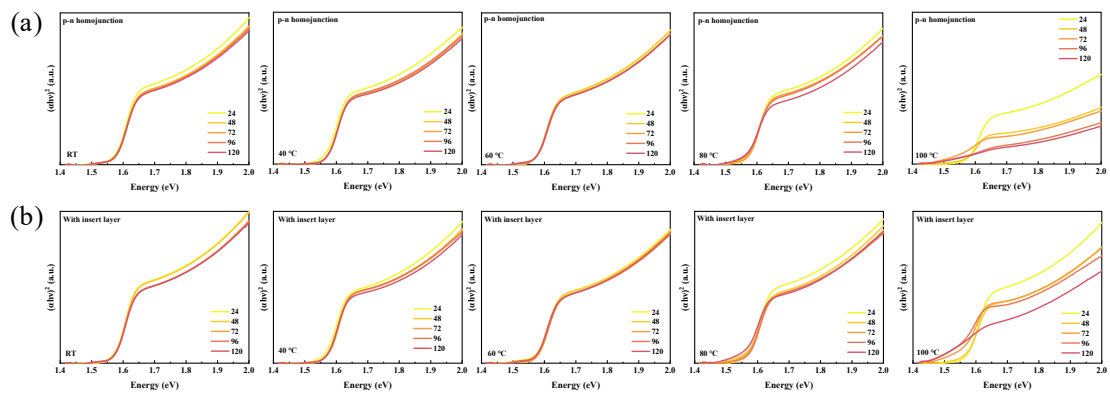 (a)
p-n homojunction
(αhν)² (a.u.)
24
48
72
96
120
RT
1.4 1.5 1.6 1.7 1.8 1.9 2.0
Energy (eV)
p-n homojunction
(αhν)² (a.u.)
24
48
72
96
120
40 °C
1.4 1.5 1.6 1.7 1.8 1.9 2.0
Energy (eV)
p-n homojunction
(αhν)² (a.u.)
24
48
72
96
120
60 °C
1.4 1.5 1.6 1.7 1.8 1.9 2.0
Energy (eV)
p-n homojunction
(αhν)² (a.u.)
24
48
72
96
120
80 °C
1.4 1.5 1.6 1.7 1.8 1.9 2.0
Energy (eV)
p-n homojunction
(αhν)² (a.u.)
24
48
72
96
120
100 °C
1.4 1.5 1.6 1.7 1.8 1.9 2.0
Energy (eV)
(b)
With insert layer
(αhν)² (a.u.)
24
48
72
96
120
RT
1.4 1.5 1.6 1.7 1.8 1.9 2.0
Energy (eV)
With insert layer
(αhν)² (a.u.)
24
48
72
96
120
40 °C
1.4 1.5 1.6 1.7 1.8 1.9 2.0
Energy (eV)
With insert layer
(αhν)² (a.u.)
24
48
72
96
120
60 °C
1.4 1.5 1.6 1.7 1.8 1.9 2.0
Energy (eV)
With insert layer
(αhν)² (a.u.)
24
48
72
96
120
80 °C
1.4 1.5 1.6 1.7 1.8 1.9 2.0
Energy (eV)
With insert layer
(αhν)² (a.u.)
24
48
72
96
120
100 °C
1.4 1.5 1.6 1.7 1.8 1.9 2.0
Energy (eV)